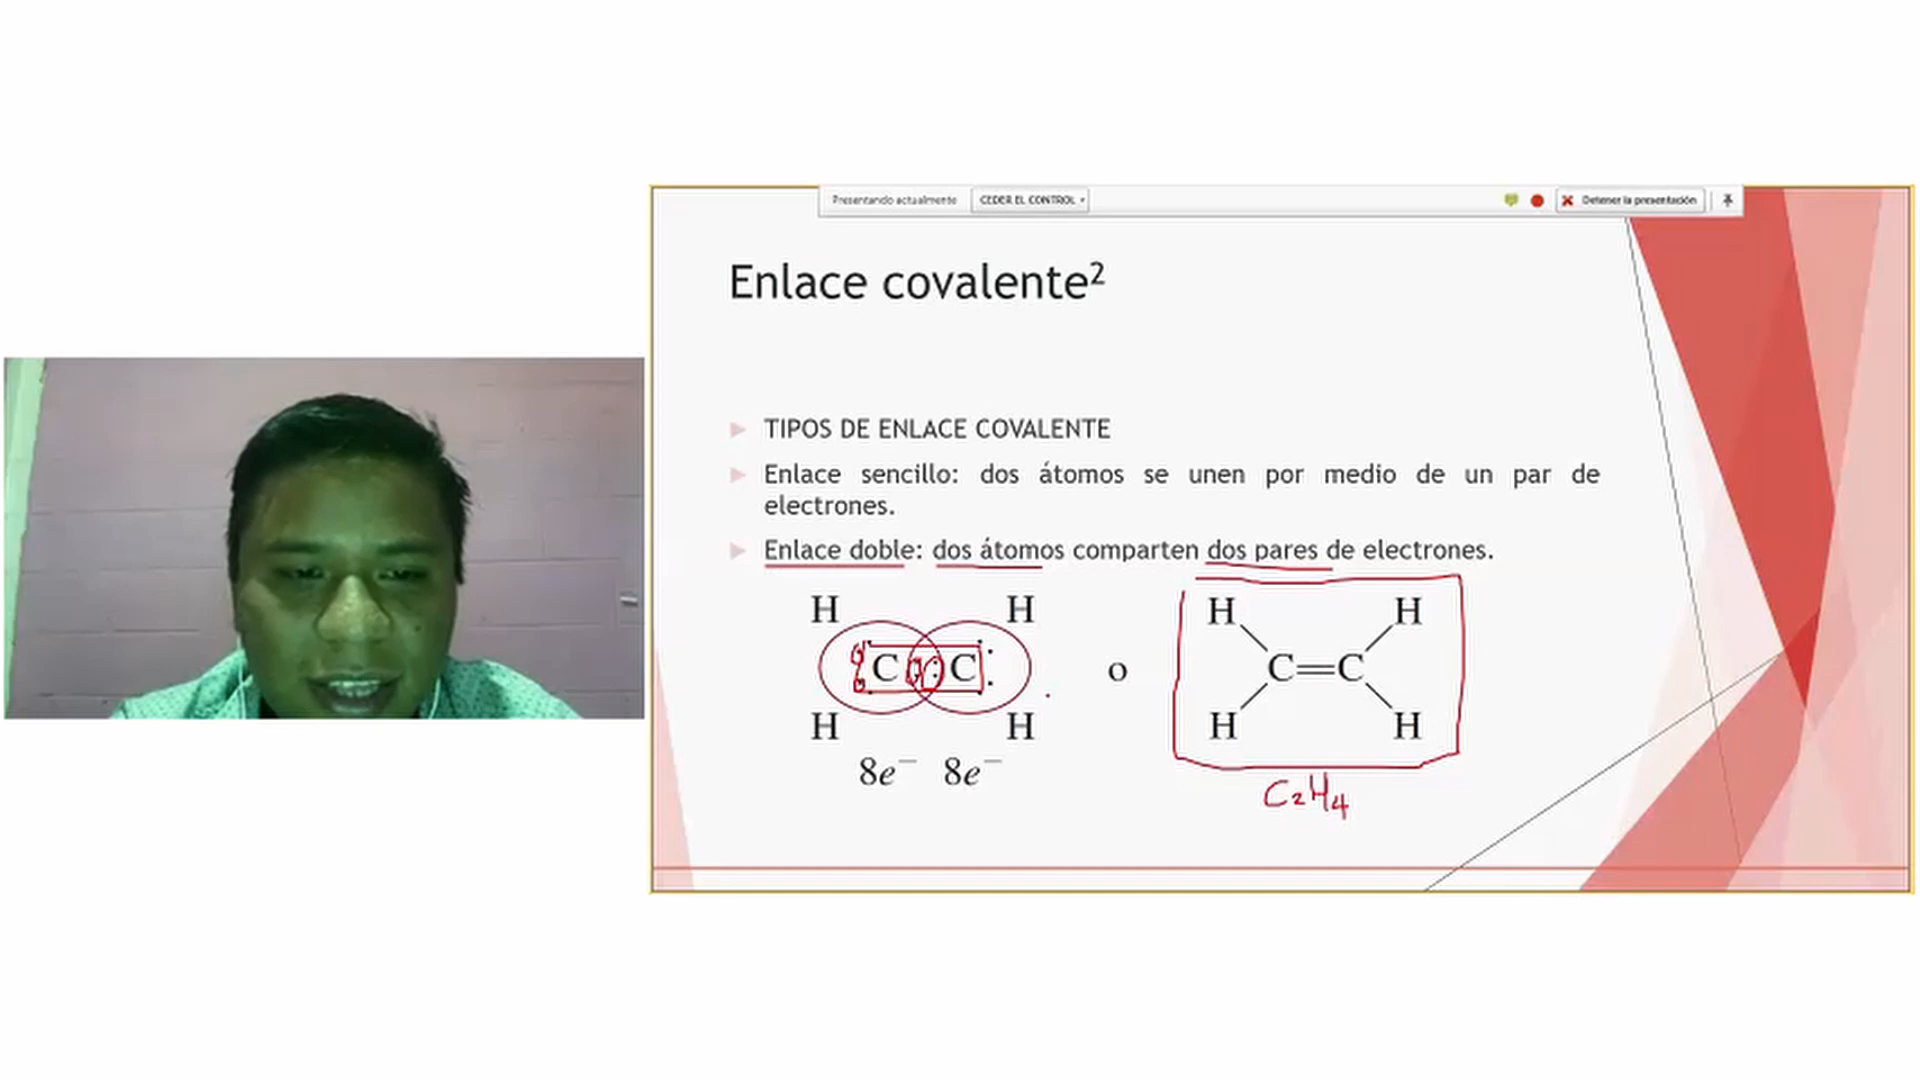 Presentando actualmente CEDER EL CONTROL Detener la presentación
Enlace covalente²
TIPOS DE ENLACE COVALENTE
Enlace sencillo: dos átomos se unen por medio de un par de
electrones.
Enlace doble: dos átomos comparten dos pares de electrones.
H H H H
C :: C : o C=C
H H H H
8e⁻ 8e⁻
C₂H₄